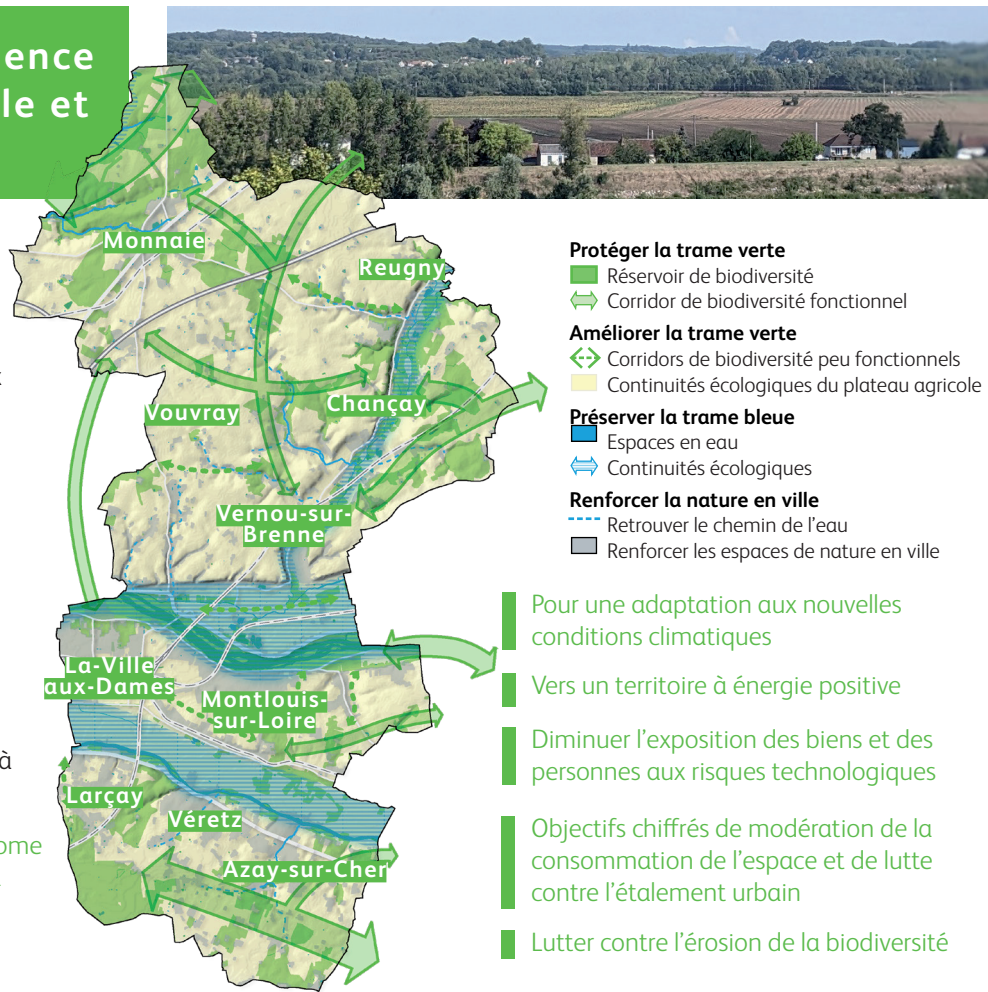 ence
le et
Monnaie
Reugny
Vouvray
Chançay
Vernou-sur-
Brenne
La-Ville
aux-Dames
Montlouis-
sur-Loire
à
Larçay
Véretz
ome
Azay-sur-Cher
Protéger la trame verte
Réservoir de biodiversité
Corridor de biodiversité fonctionnel
Améliorer la trame verte
Corridors de biodiversité peu fonctionnels
Continuités écologiques du plateau agricole
Préserver la trame bleue
Espaces en eau
Continuités écologiques
Renforcer la nature en ville
Retrouver le chemin de l'eau
Renforcer les espaces de nature en ville
Pour une adaptation aux nouvelles
conditions climatiques
Vers un territoire à énergie positive
Diminuer l'exposition des biens et des
personnes aux risques technologiques
Objectifs chiffrés de modération de la
consommation de l'espace et de lutte
contre l'étalement urbain
Lutter contre l'érosion de la biodiversité